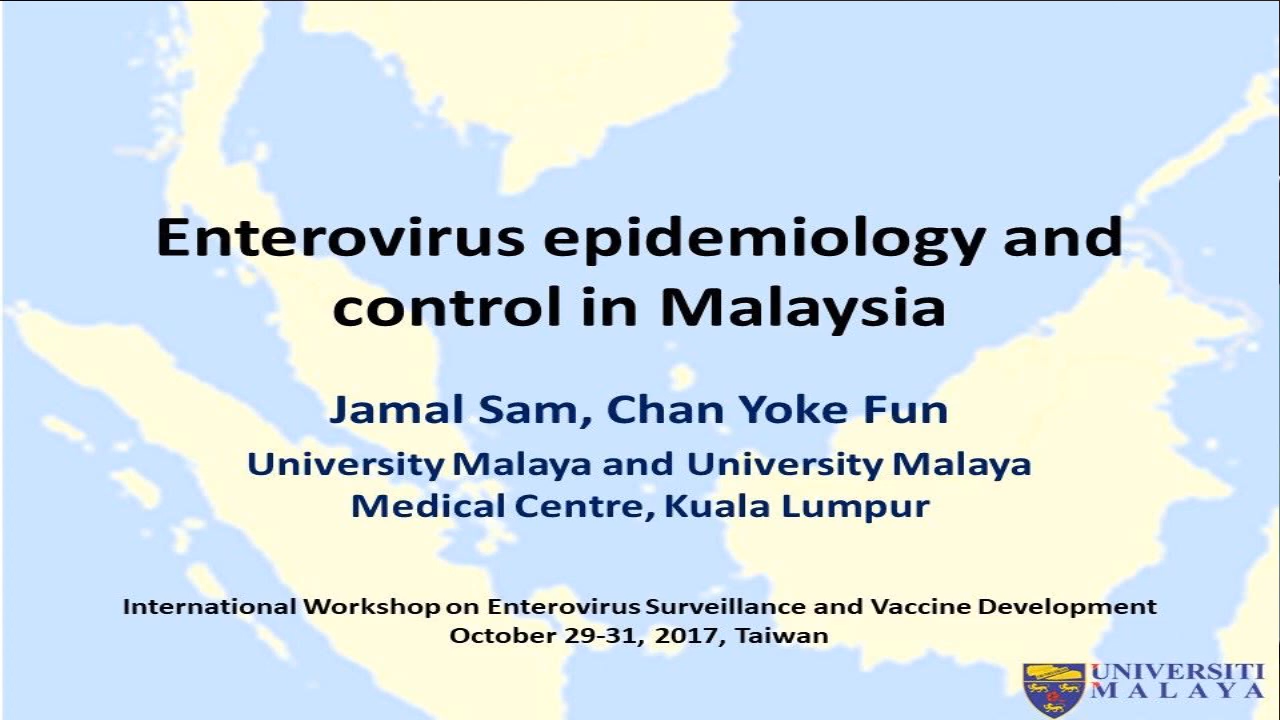 Enterovirus epidemiology and
control in Malaysia
Jamal Sam, Chan Yoke Fun
University Malaya and University Malaya
Medical Centre, Kuala Lumpur
International Workshop on Enterovirus Surveillance and Vaccine Development
October 29-31, 2017, Taiwan
UNIVERSITI
MALAYA